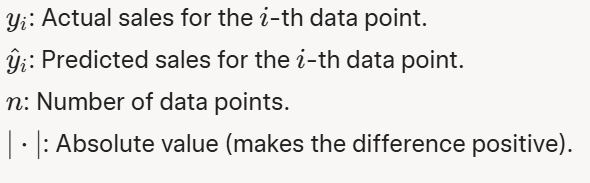 yᵢ: Actual sales for the i-th data point.
ŷᵢ: Predicted sales for the i-th data point.
n: Number of data points.
| · |: Absolute value (makes the difference positive).